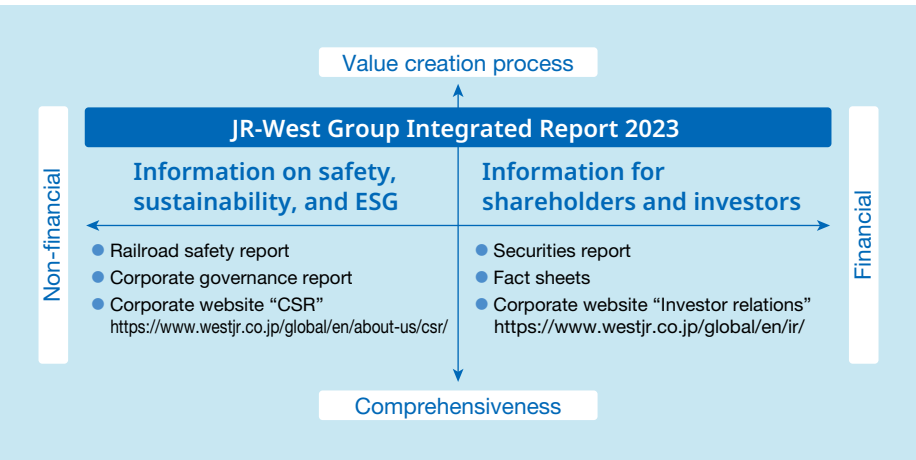 Value creation process
JR-West Group Integrated Report 2023
Non-financial
Information on safety,
sustainability, and ESG
Railroad safety report
Corporate governance report
Corporate website “CSR”
https://www.westjr.co.jp/global/en/about-us/csr/
Information for
shareholders and investors
Securities report
Fact sheets
Corporate website “Investor relations”
https://www.westjr.co.jp/global/en/ir/
Financial
Comprehensiveness